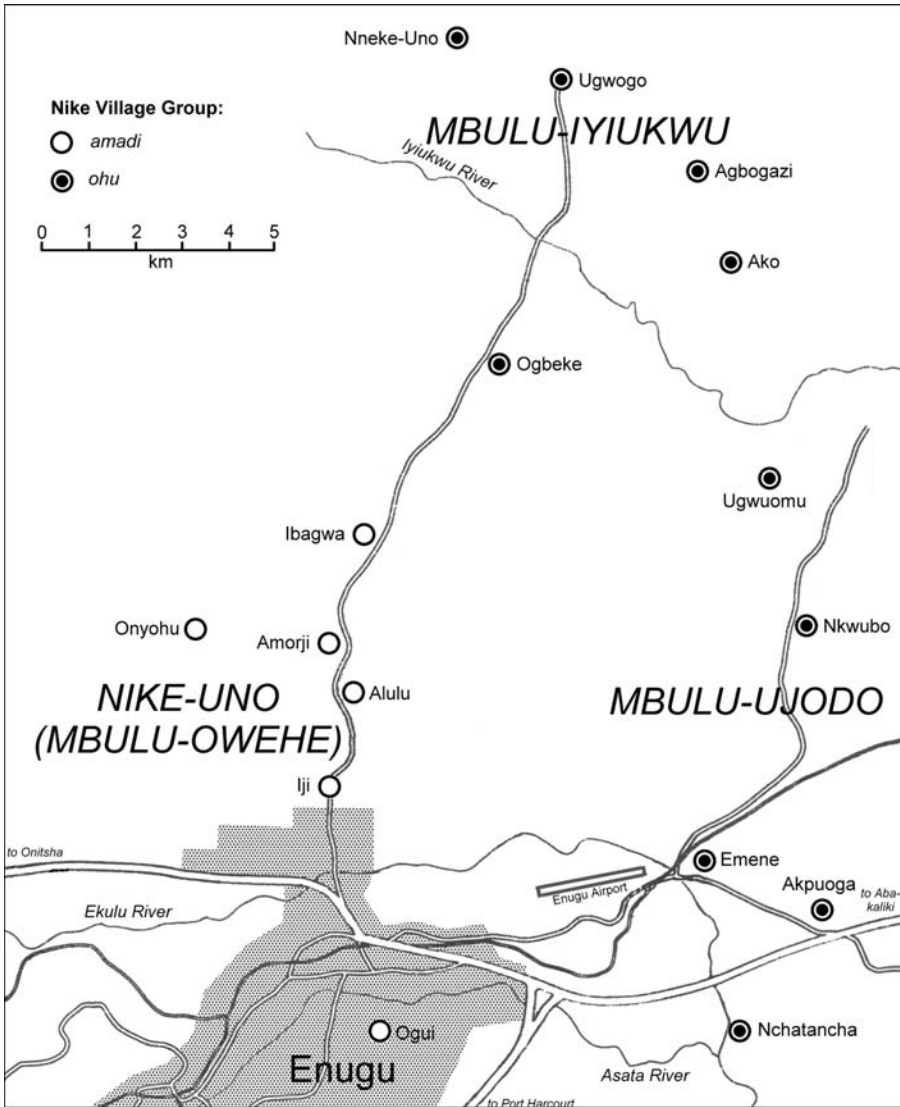 Nneke-Uno
Ugwogo
Nike Village Group:
amadi
ohu
MBULU-IYIUKWU
Iyiukwu River
Agbogazi
0 1 2 3 4 5
km
Ako
Ogbeke
Ugwuomu
Ibagwa
Onyohu
Amorji
Nkwubo
Alulu
NIKE-UNO
(MBULU-OWEHE)
MBULU-UJODO
Iji
to Onitsha
Emene
Enugu Airport
Akpuoga
to Aba-
kaliki
Ekulu River
Ogui
Nchatancha
Enugu
Asata River
to Port Harcourt